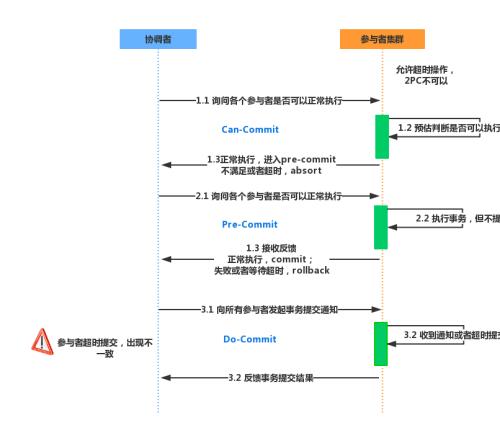 协调者
参与者集群
允许超时操作，
2PC不可以
1.1 询问各个参与者是否可以正常执行
Can-Commit
1.2 预估判断是否可以执行
1.3正常执行，进入pre-commit
不满足或者超时，absort
2.1 询问各个参与者是否可以正常执行
Pre-Commit
2.2 执行事务，但不提
1.3 接收反馈
正常执行，commit；
失败或者等待超时，rollback
3.1 向所有参与者发起事务提交通知
Do-Commit
3.2 收到通知或者超时提交
参与者超时提交，出现不
一致
3.2 反馈事务提交结果